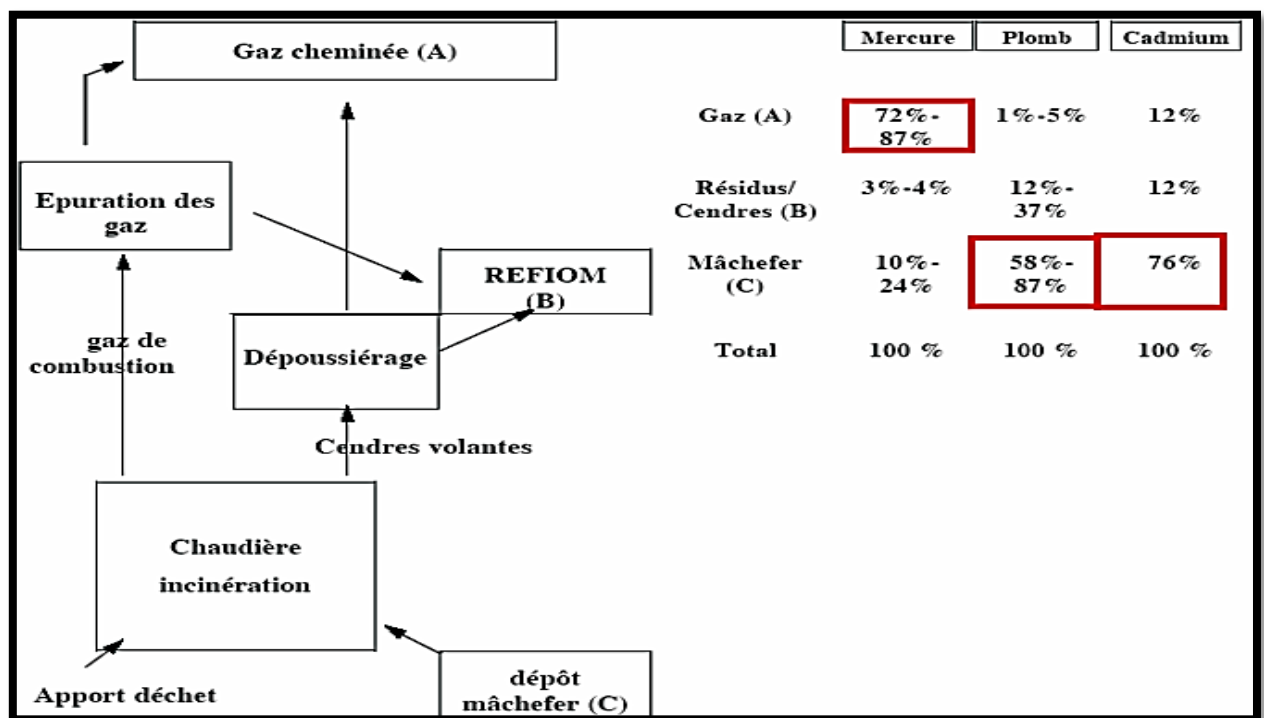 Gaz cheminée (A)
Epuration des
gaz
REFIOM
(B)
gaz de
combustion
Dépoussiérage
Cendres volantes
Chaudière
incinération
Apport déchet
dépôt
mâchefer (C)
Mercure Plomb Cadmium
Gaz (A) 72%- 1%-5% 12%
87%
Résidus/ 3%-4% 12%- 12%
Cendres (B) 37%
Mâchefer 10%- 58%- 76%
(C) 24% 87%
Total 100 % 100 % 100 %